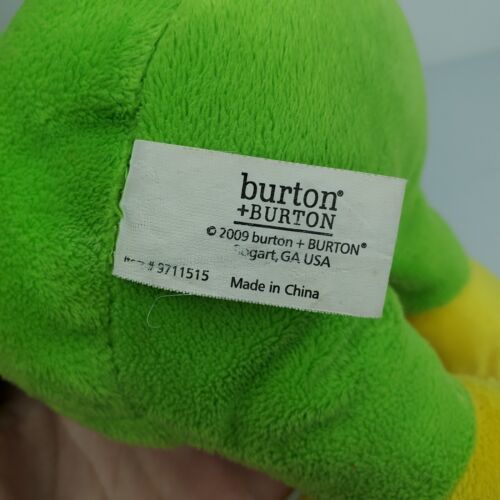 burton®
+BURTON
© 2009 burton + BURTON®
GA USA
# 9711515 Made in China